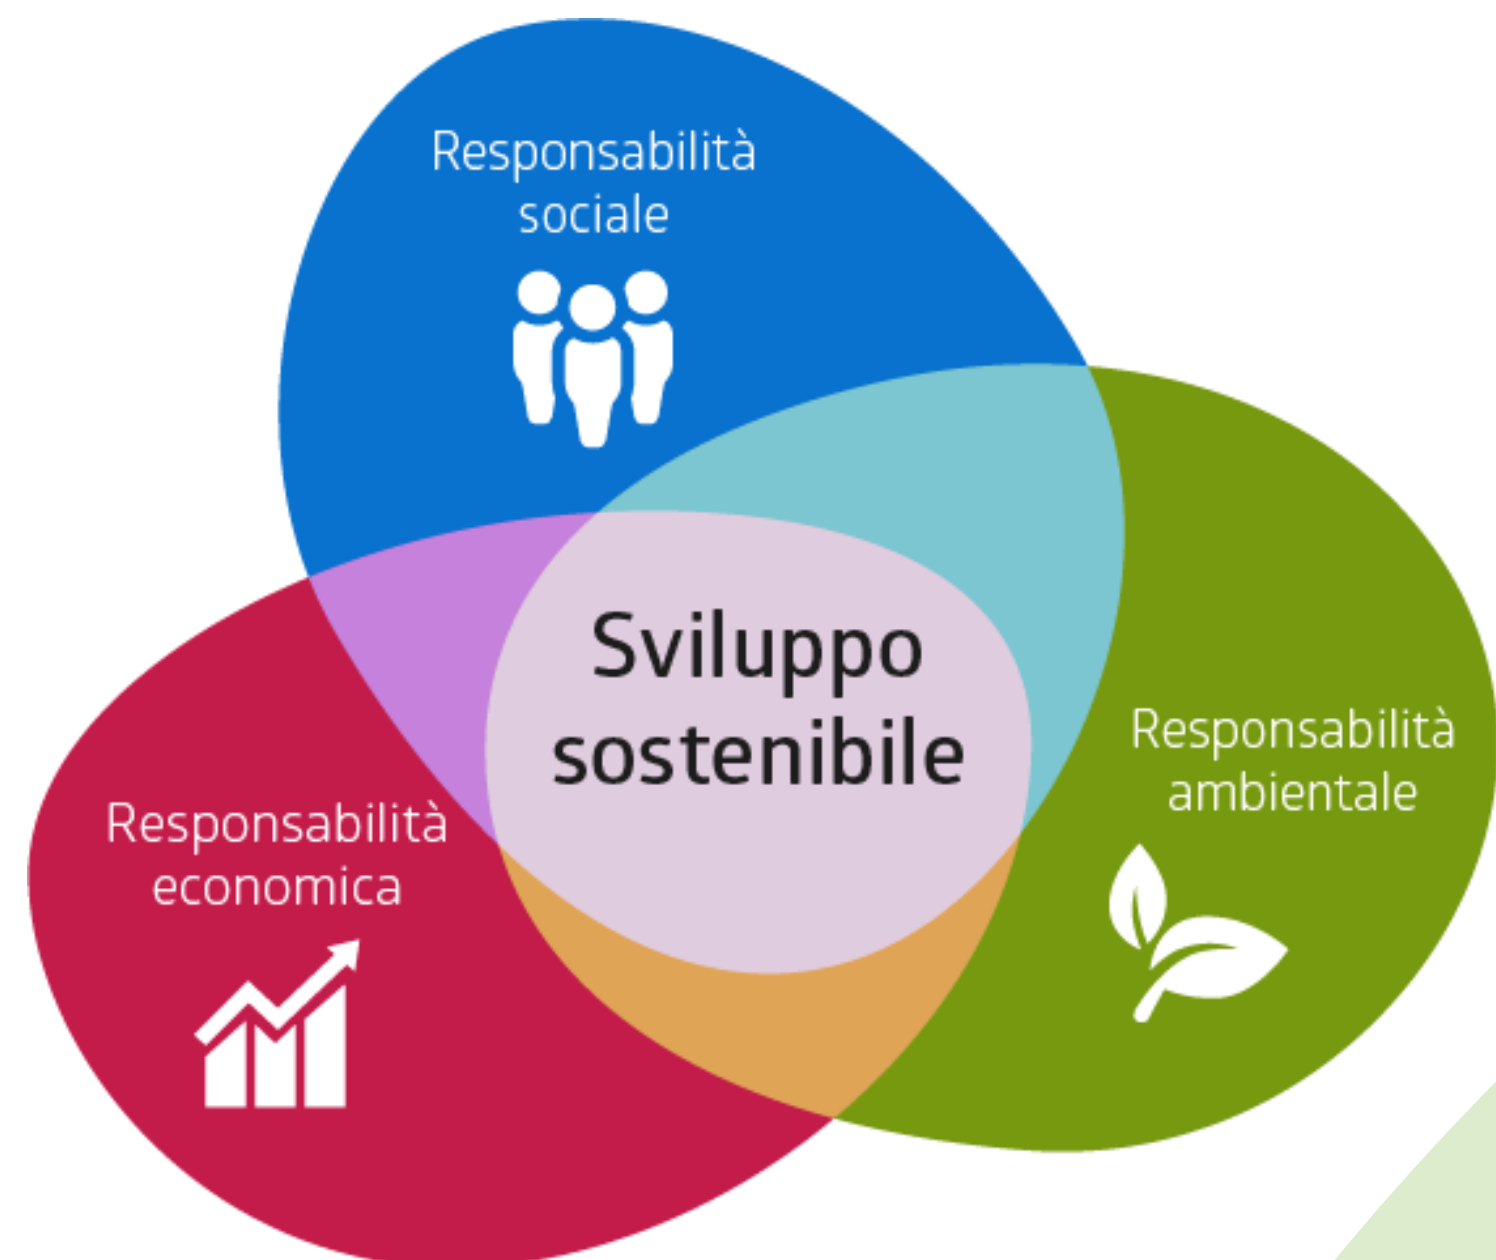 Responsabilità
sociale
Sviluppo
sostenibile
Responsabilità
ambientale
Responsabilità
economica